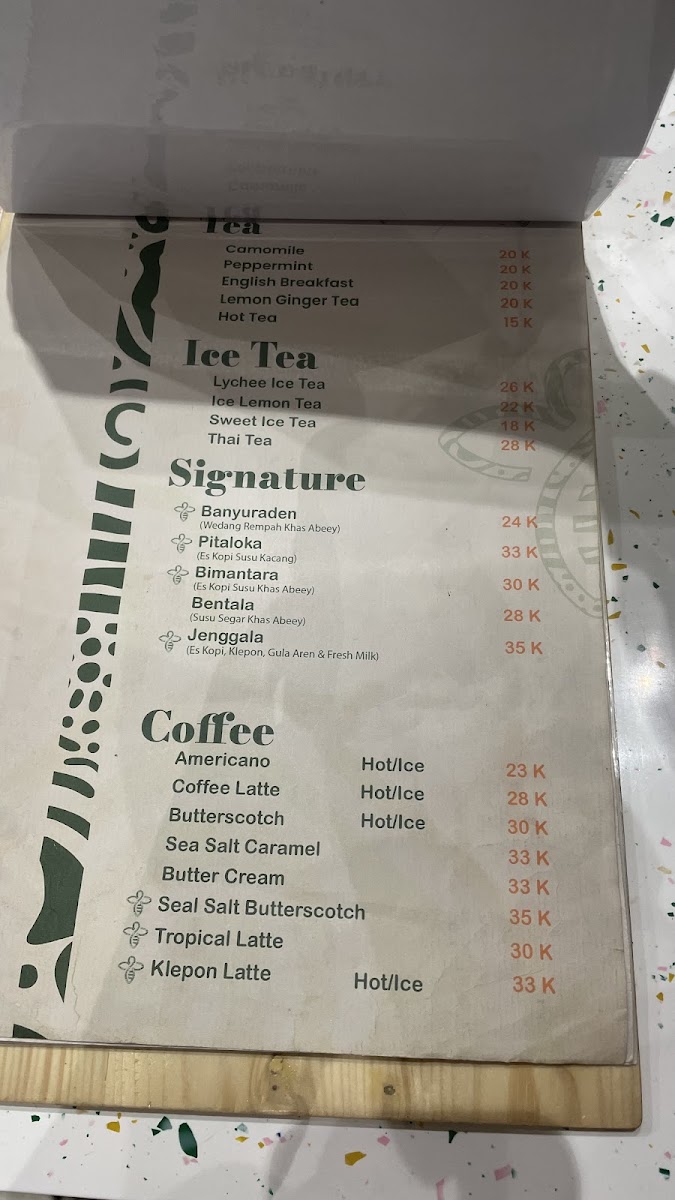 Tea
Camomile 20 K
Peppermint 20 K
English Breakfast 20 K
Lemon Ginger Tea 20 K
Hot Tea 15 K
Ice Tea
Lychee Ice Tea 26 K
Ice Lemon Tea 22 K
Sweet Ice Tea 18 K
Thai Tea 28 K
Signature
Banyuraden 24 K
(Wedang Rempah Khas Abeey)
Pitaloka 33 K
(Es Kopi Susu Kacang)
Bimantara 30 K
(Es Kopi Susu Khas Abeey)
Bentala 28 K
(Susu Segar Khas Abeey)
Jenggala 35 K
(Es Kopi, Klepon, Gula Aren & Fresh Milk)
Coffee
Americano Hot/Ice 23 K
Coffee Latte Hot/Ice 28 K
Butterscotch Hot/Ice 30 K
Sea Salt Caramel 33 K
Butter Cream 33 K
Seal Salt Butterscotch 35 K
Tropical Latte 30 K
Klepon Latte Hot/Ice 33 K